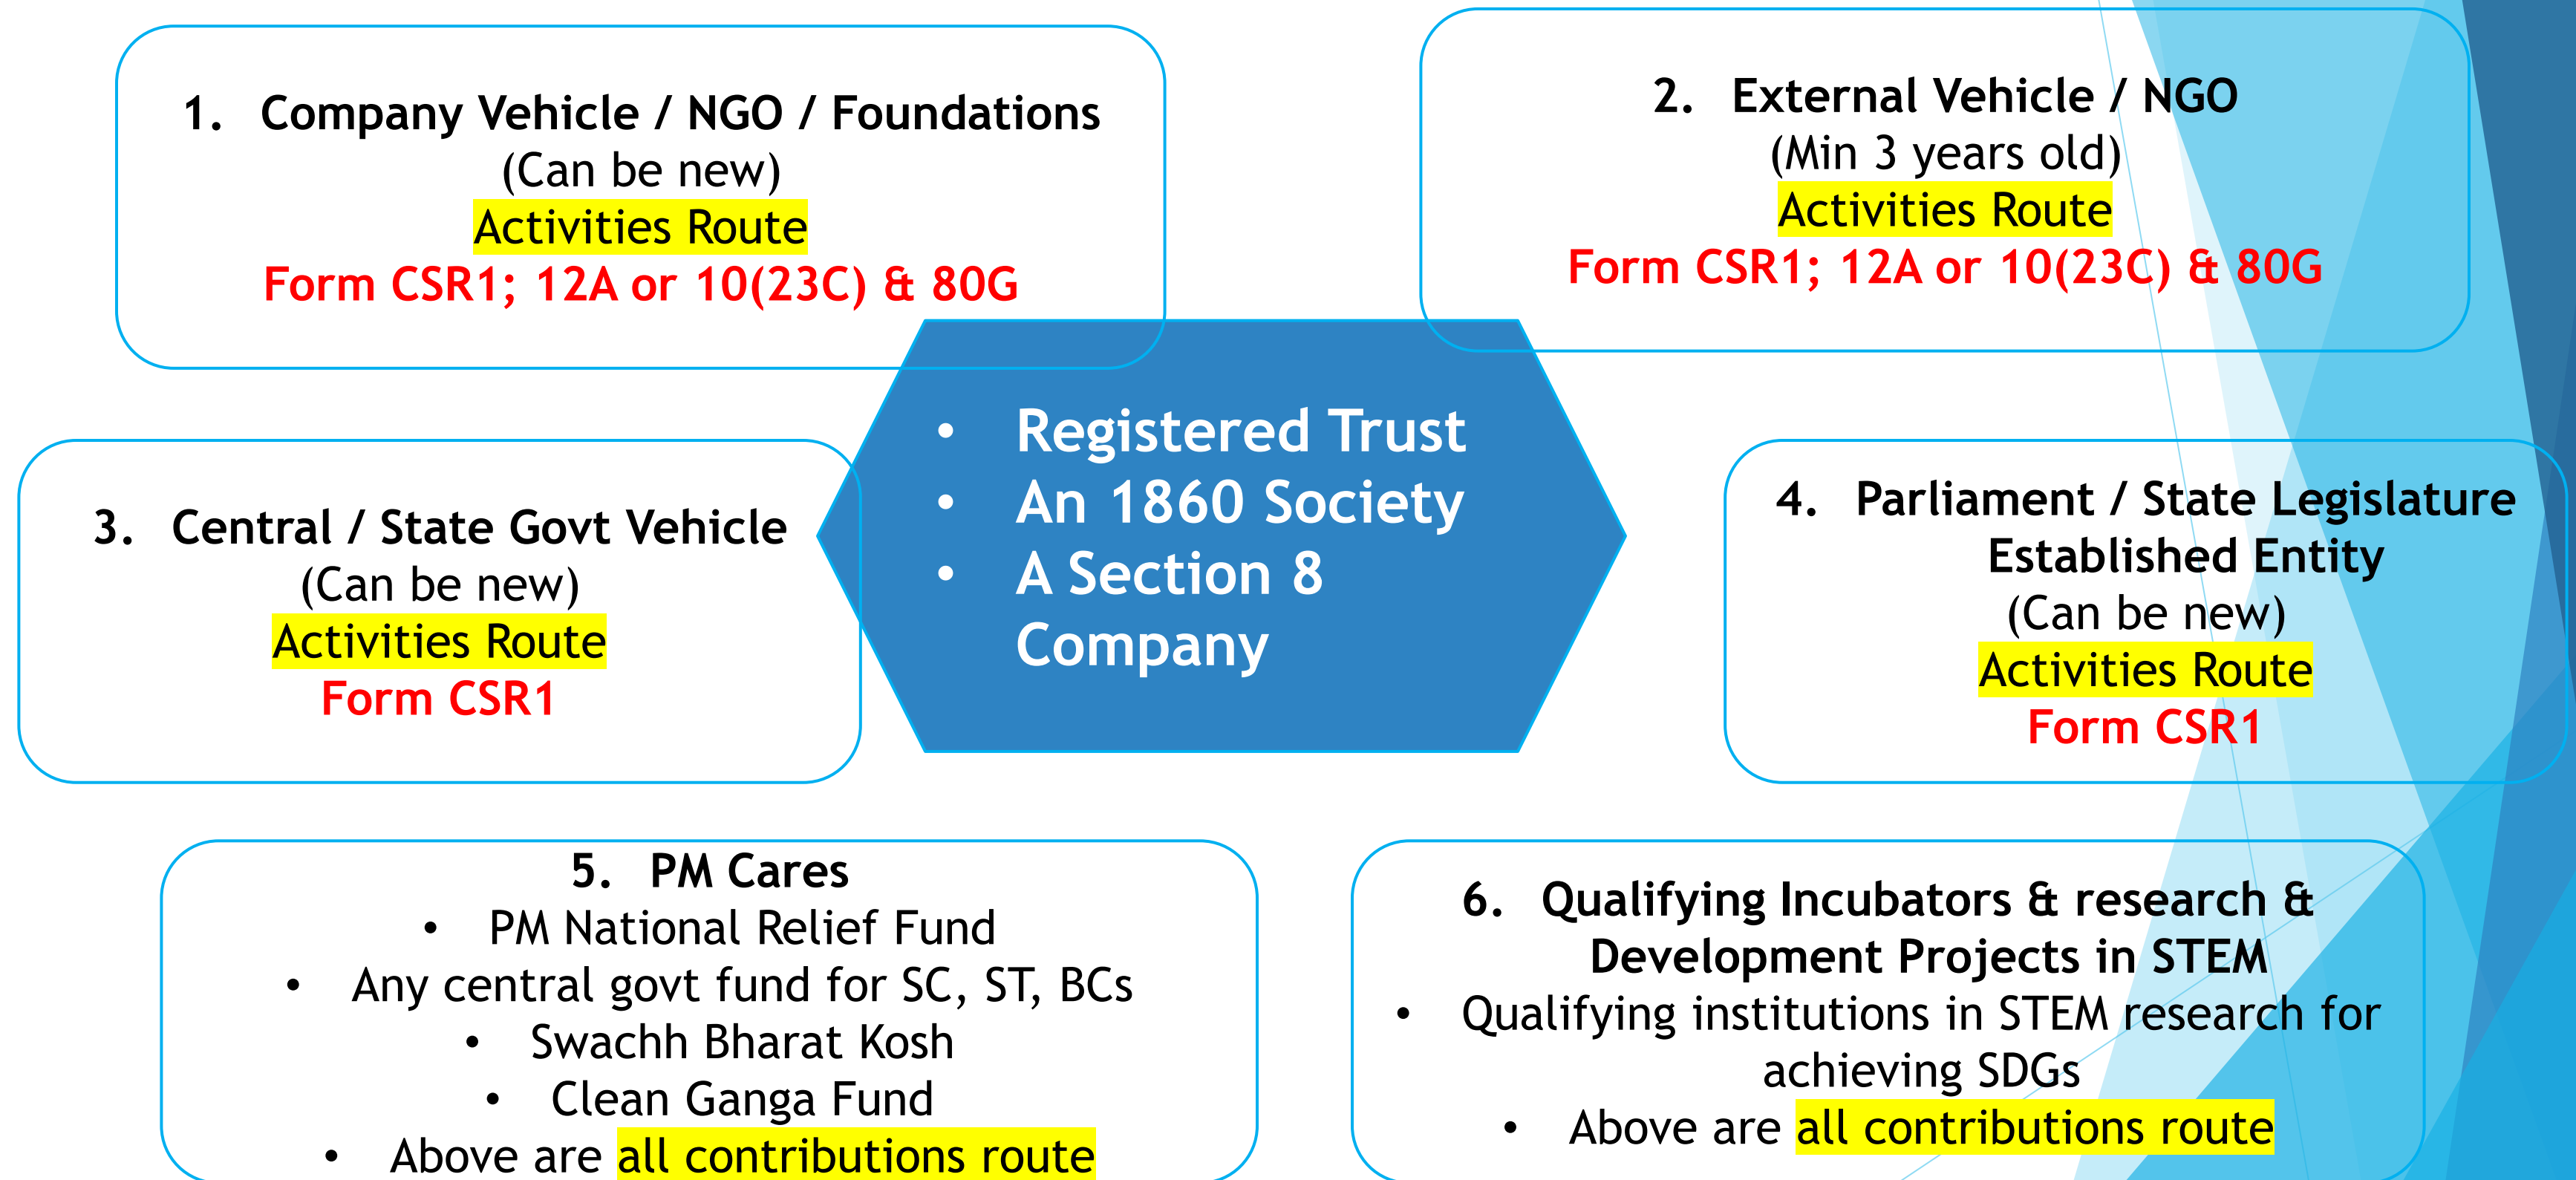 1. Company Vehicle / NGO / Foundations
(Can be new)
Activities Route
Form CSR1; 12A or 10(23C) & 80G
2. External Vehicle / NGO
(Min 3 years old)
Activities Route
Form CSR1; 12A or 10(23C) & 80G
• Registered Trust
• An 1860 Society
• A Section 8
Company
3. Central / State Govt Vehicle
(Can be new)
Activities Route
Form CSR1
4. Parliament / State Legislature
Established Entity
(Can be new)
Activities Route
Form CSR1
5. PM Cares
• PM National Relief Fund
• Any central govt fund for SC, ST, BCs
• Swachh Bharat Kosh
• Clean Ganga Fund
• Above are all contributions route
6. Qualifying Incubators & research &
Development Projects in STEM
• Qualifying institutions in STEM research for
achieving SDGs
• Above are all contributions route